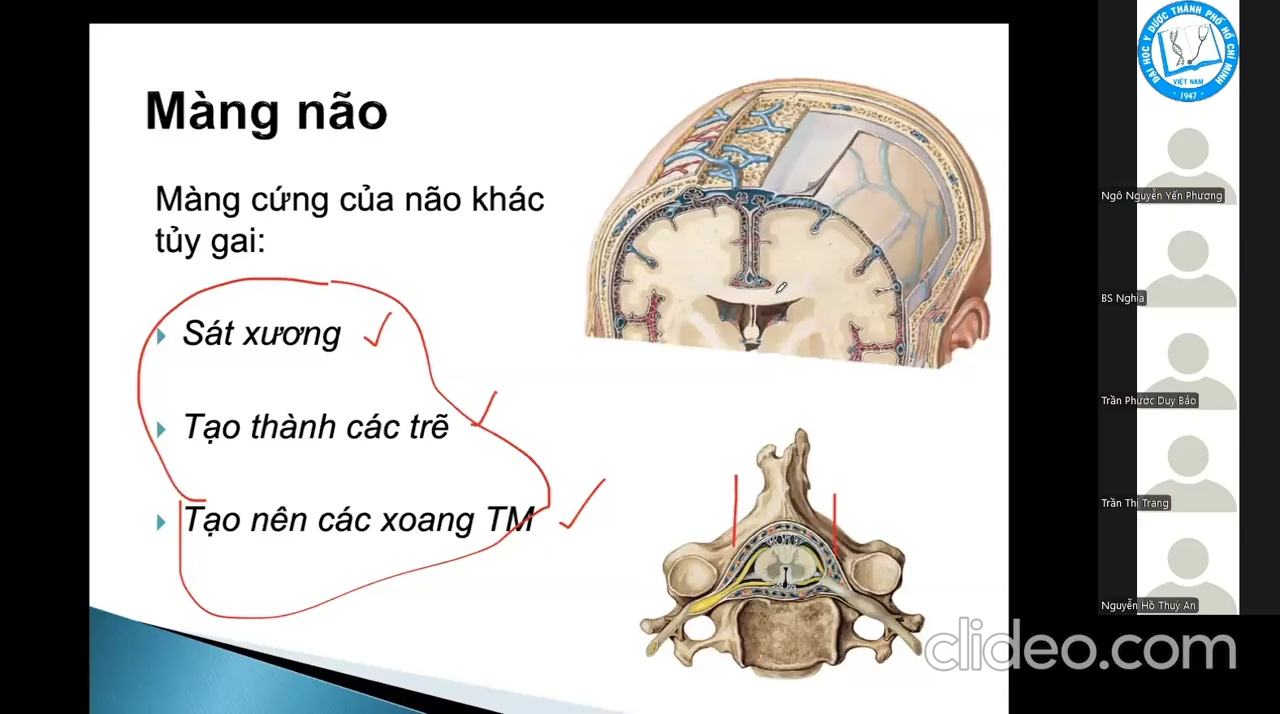 Màng não
Màng cứng của não khác
tủy gai:
Sát xương
Tạo thành các trẽ
Tạo nên các xoang TM
ĐẠI HỌC Y DƯỢC THÀNH PHỐ HỒ CHÍ MINH
VIỆT NAM
1947
Ngô Nguyễn Yến Phương
BS Nghĩa
Trần Phước Duy Bảo
Trần Thị Trang
Nguyễn Hồ Thuỳ An
clideo.com